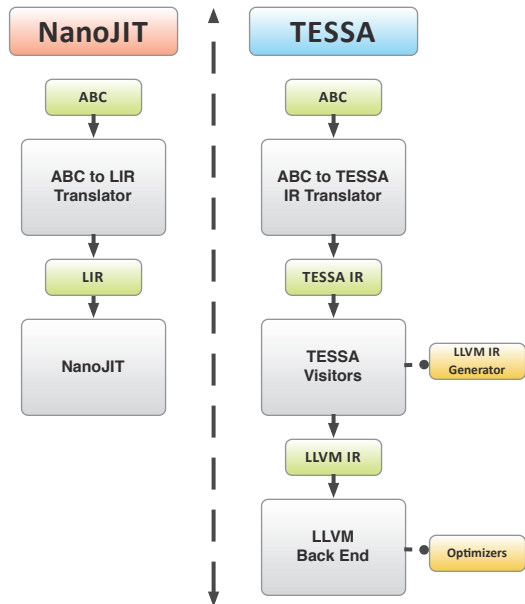 NanoJIT
ABC
ABC to LIR
Translator
LIR
NanoJIT
TESSA
ABC
ABC to TESSA
IR Translator
TESSA IR
TESSA
Visitors
LLVM IR
Generator
LLVM IR
LLVM
Back End
Optimizers